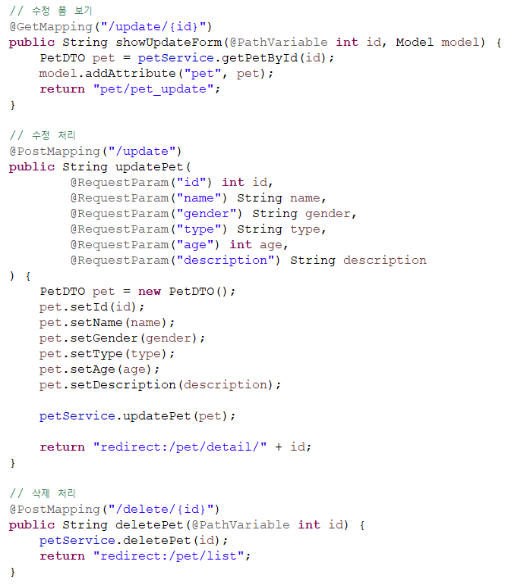 // 수정 폼 보기
@GetMapping("/update/{id}")
public String showUpdateForm(@PathVariable int id, Model model) {
    PetDTO pet = petService.getPetById(id);
    model.addAttribute("pet", pet);
    return "pet/pet_update";
}

// 수정 처리
@PostMapping("/update")
public String updatePet(
        @RequestParam("id") int id,
        @RequestParam("name") String name,
        @RequestParam("gender") String gender,
        @RequestParam("type") String type,
        @RequestParam("age") int age,
        @RequestParam("description") String description
) {
    PetDTO pet = new PetDTO();
    pet.setId(id);
    pet.setName(name);
    pet.setGender(gender);
    pet.setType(type);
    pet.setAge(age);
    pet.setDescription(description);

    petService.updatePet(pet);

    return "redirect:/pet/detail/" + id;
}

// 삭제 처리
@PostMapping("/delete/{id}")
public String deletePet(@PathVariable int id) {
    petService.deletePet(id);
    return "redirect:/pet/list";
}